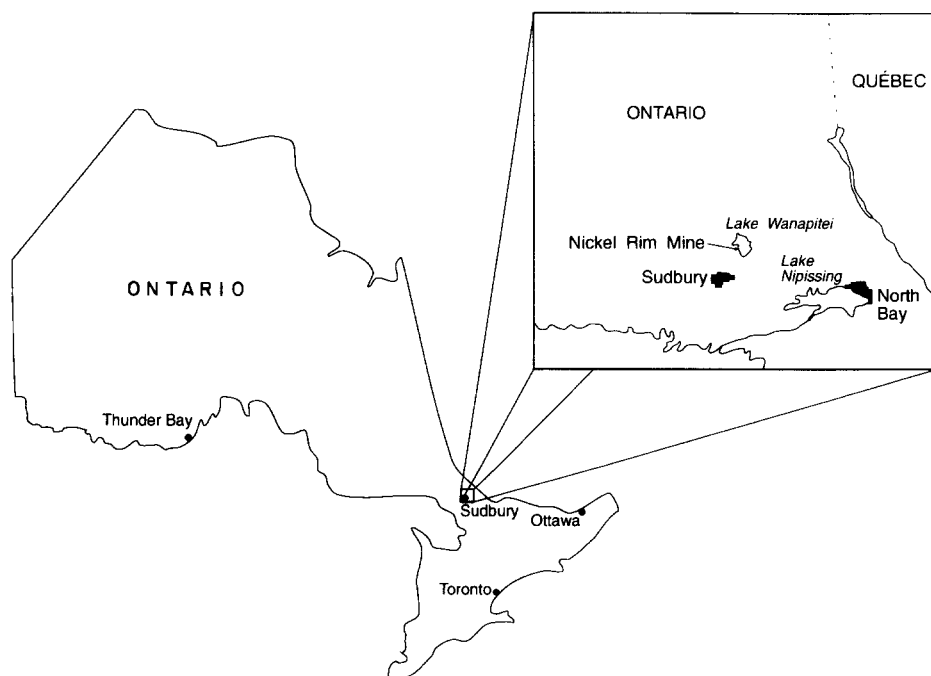 QUÉBEC
ONTARIO
Lake Wanapitei
Nickel Rim Mine
Lake
Nipissing
Sudbury
North
Bay
ONTARIO
Thunder Bay
Sudbury
Ottawa
Toronto